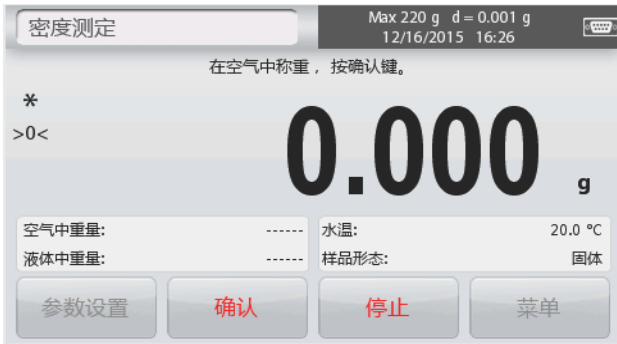 密度测定
Max 220 g d = 0.001 g
12/16/2015 16:26
在空气中称重，按确认键。
*
>0<
0.000 g
空气中重量: ------ 水温: 20.0 °C
液体中重量: ------ 样品形态: 固体
参数设置 确认 停止 菜单